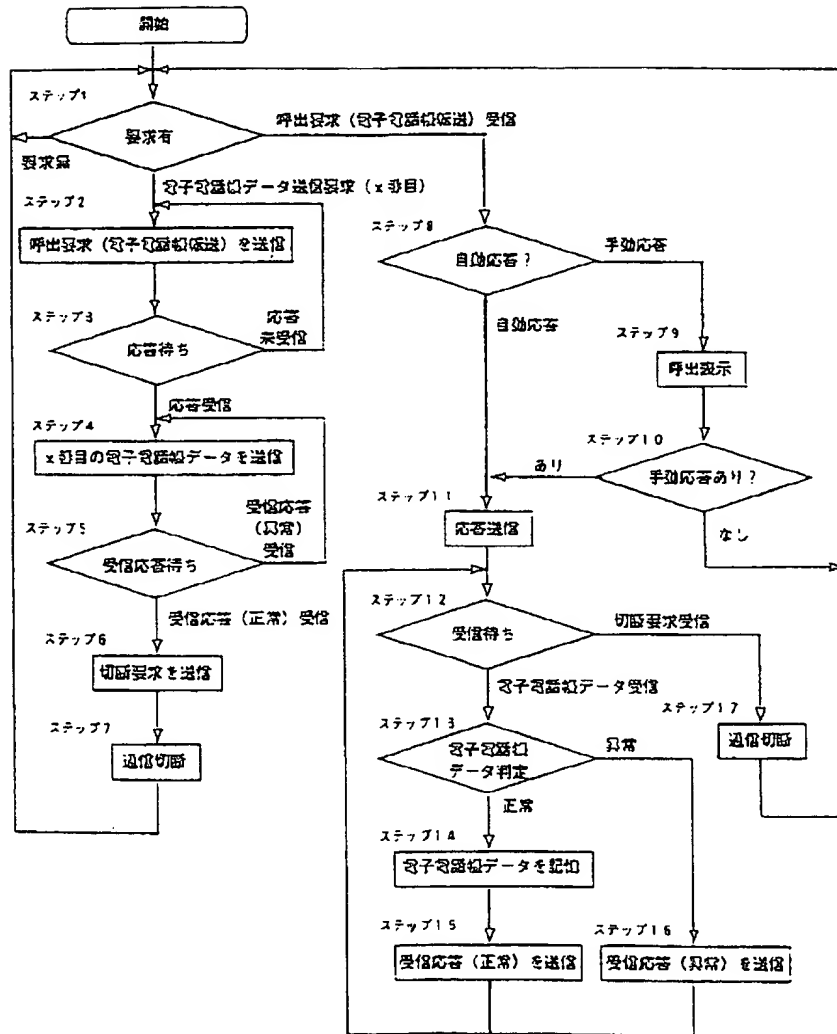 開始
ステップ1
要求有
要求無
呼出要求(電子電話帳転送)受信
電子電話帳データ送信要求(x番目)
ステップ2
呼出要求(電子電話帳転送)を送信
ステップ3
応答待ち
応答
未受信
応答受信
ステップ4
x番目の電子電話帳データを送信
ステップ5
受信応答待ち
受信応答
(異常)
受信
受信応答(正常)受信
ステップ6
切断要求を送信
ステップ7
通信切断
ステップ8
自動応答?
手動応答
自動応答
ステップ9
呼出表示
ステップ10
手動応答あり?
あり
なし
ステップ11
応答送信
ステップ12
受信待ち
切断要求受信
電子電話帳データ受信
ステップ17
通信切断
ステップ13
電子電話帳
データ判定
異常
正常
ステップ14
電子電話帳データを記憶
ステップ15
受信応答(正常)を送信
ステップ16
受信応答(異常)を送信